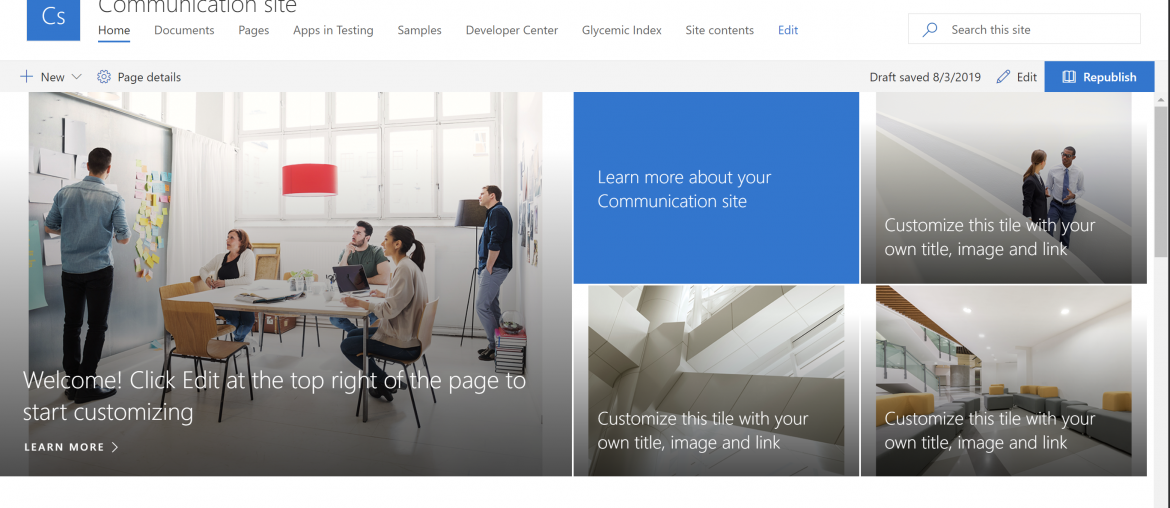 Cs
Communication site
Home Documents Pages Apps in Testing Samples Developer Center Glycemic Index Site contents Edit
Search this site
New Page details Draft saved 8/3/2019 Edit Republish
Welcome! Click Edit at the top right of the page to
start customizing
LEARN MORE
Learn more about your
Communication site
Customize this tile with your
own title, image and link
Customize this tile with your
own title, image and link
Customize this tile with your
own title, image and link